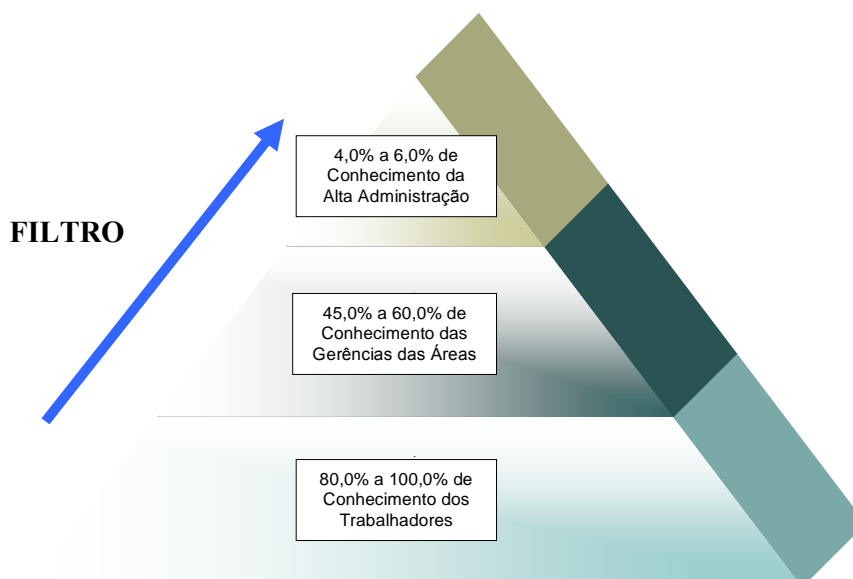 4,0% a 6,0% de
Conhecimento da
Alta Administração
FILTRO
45,0% a 60,0% de
Conhecimento das
Gerências das Áreas
80,0% a 100,0% de
Conhecimento dos
Trabalhadores